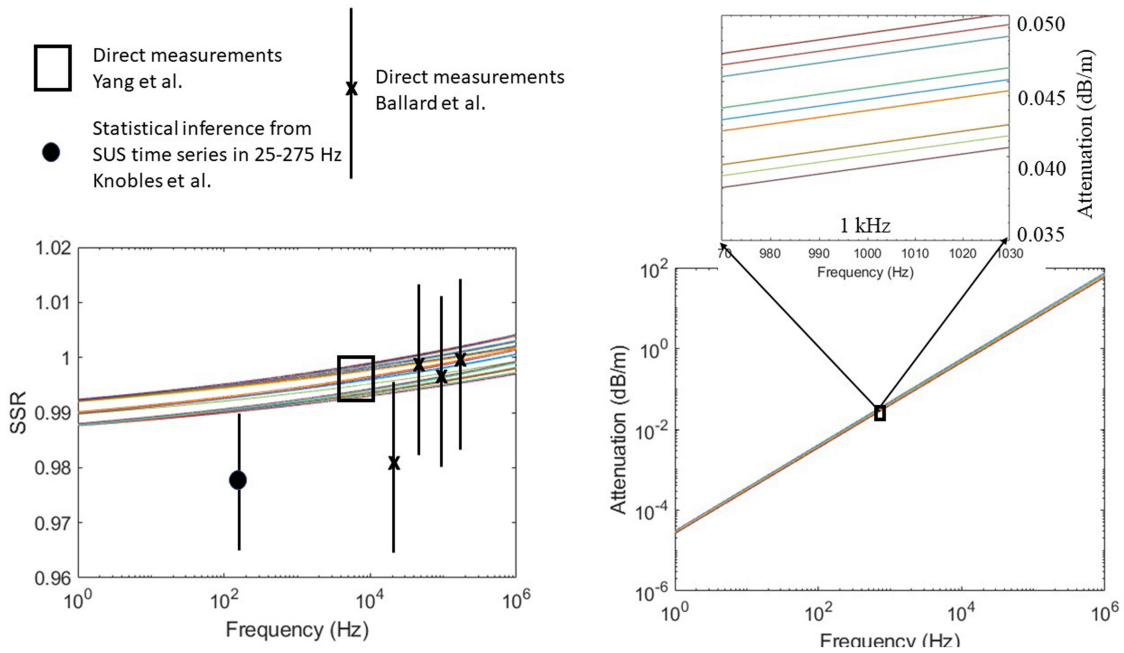 Direct measurements
Yang et al.
Direct measurements
Ballard et al.
Statistical inference from
SUS time series in 25-275 Hz
Knobles et al.
1.02
1.01
1
0.99
0.98
0.97
0.96
SSR
10^0 10^2 10^4 10^6
Frequency (Hz)
0.050
0.045
0.040
0.035
Attenuation (dB/m)
1 kHz
70 980 990 1000 1010 1020 1030
Frequency (Hz)
10^2
10^0
10^-2
10^-4
10^-6
Attenuation (dB/m)
10^0 10^2 10^4 10^6
Frequency (Hz)